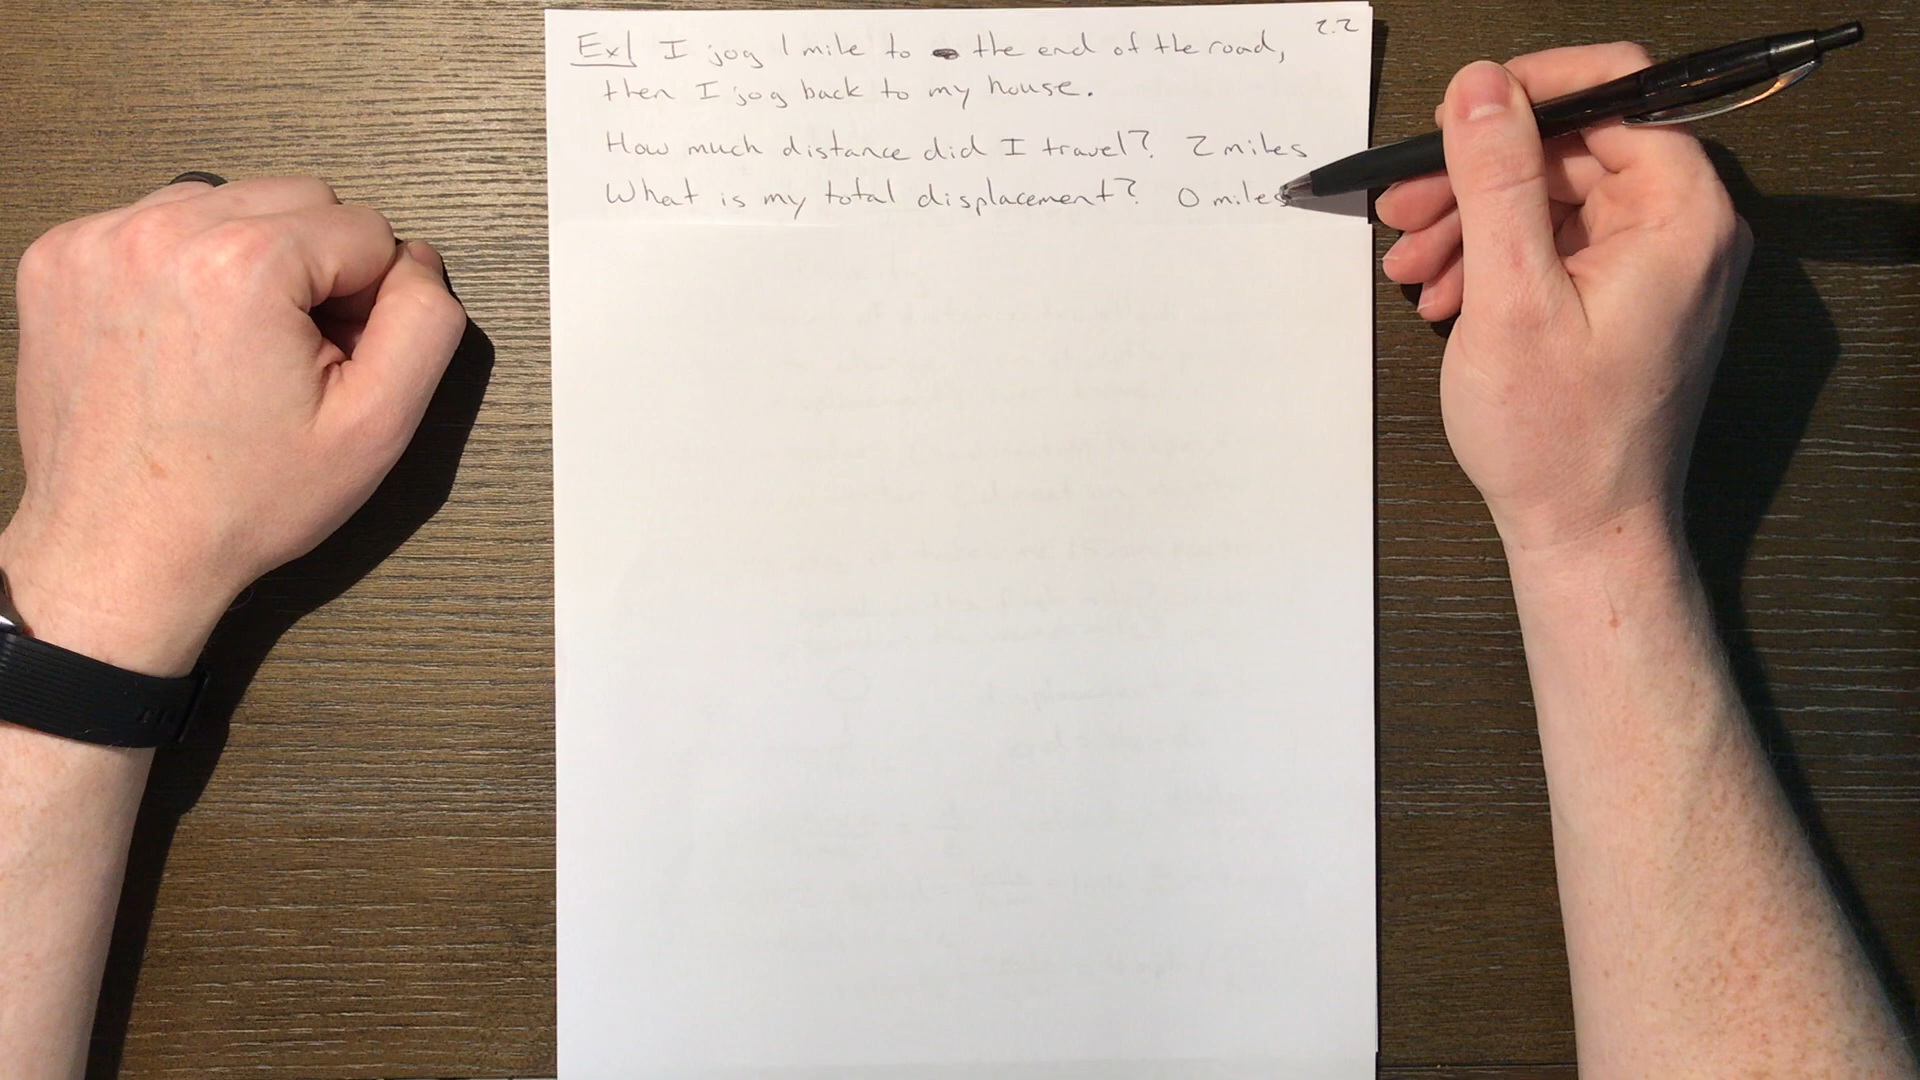 2.2
Ex| I jog 1 mile to the end of the road,
then I jog back to my house.
How much distance did I travel? 2 miles
What is my total displacement? 0 miles